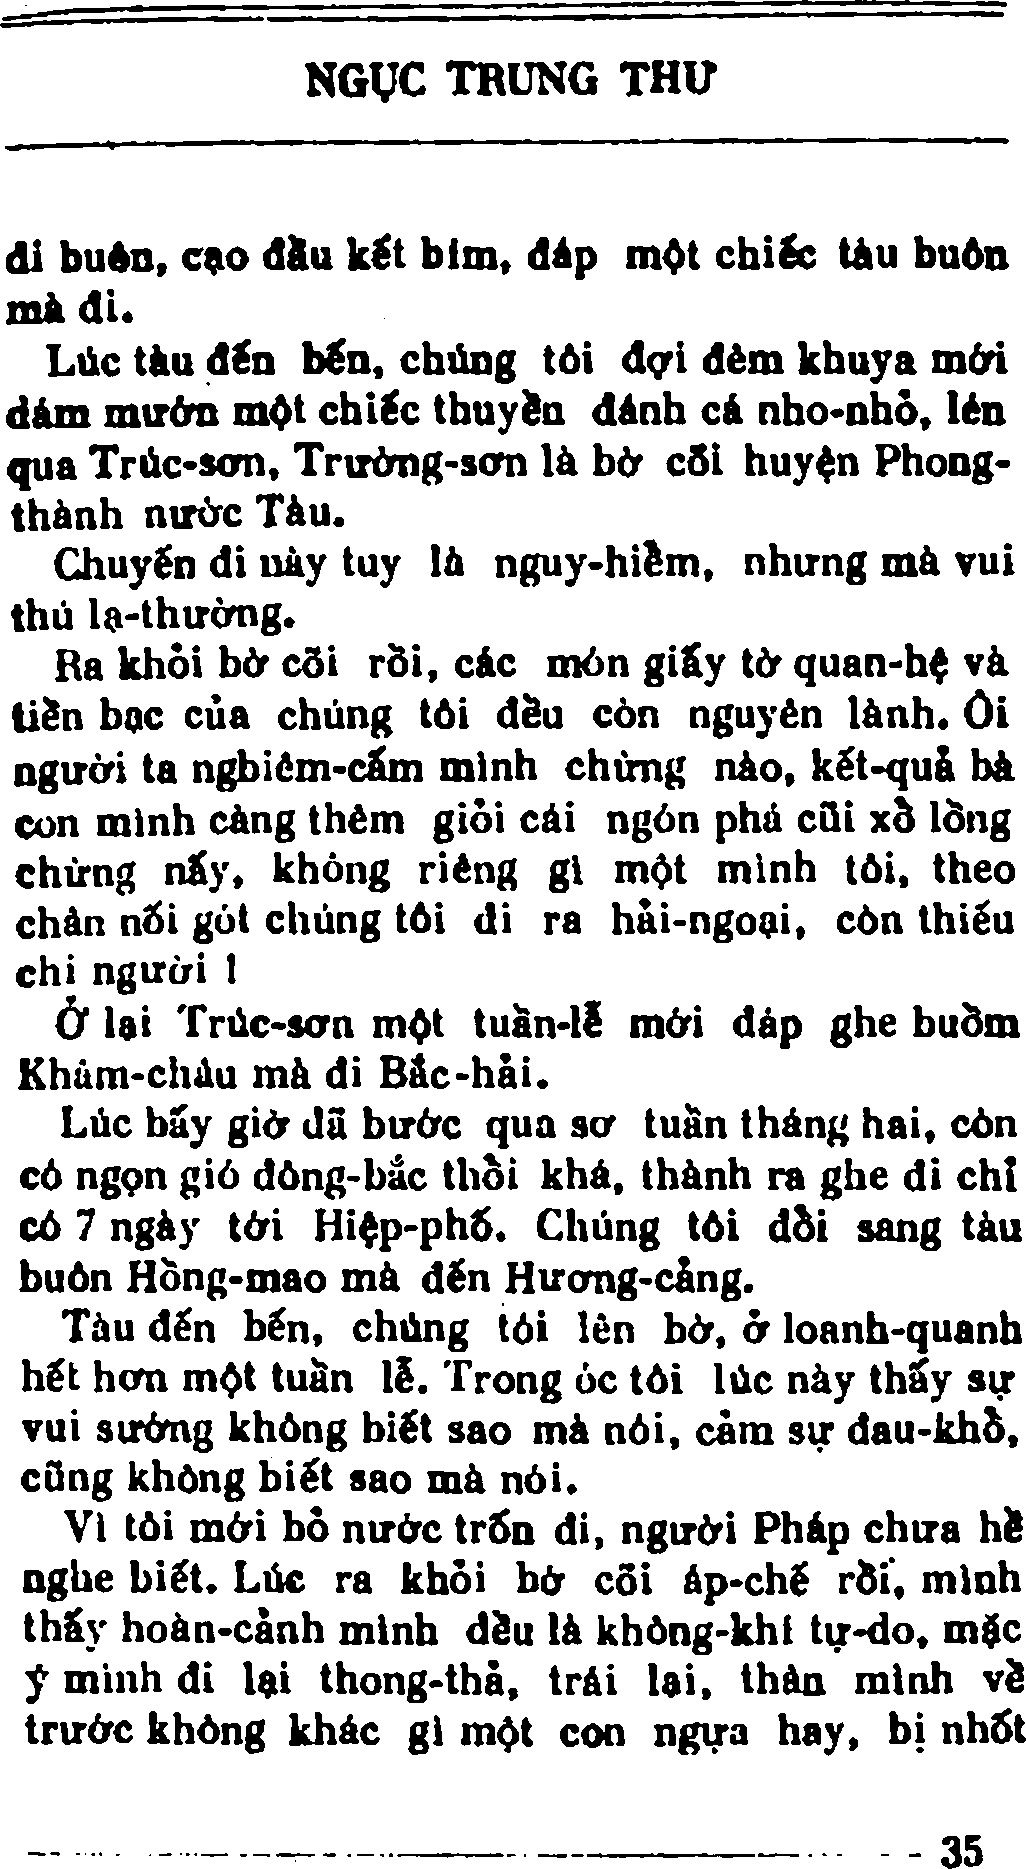 NGỤC TRUNG THƯ
đi buôn, cạo đầu kết bím, đáp một chiếc tàu buôn
mà đi.
Lúc tàu đến bến, chúng tôi đợi đêm khuya mới
dám mướn một chiếc thuyền đánh cá nho-nhỏ, lén
qua Trúc-sơn, Trường-sơn là bờ cõi huyện Phong-
thành nước Tàu.
Chuyến đi này tuy là nguy-hiểm, nhưng mà vui
thú lạ-thường.
Ra khỏi bờ cõi rồi, các món giấy tờ quan-hệ và
tiền bạc của chúng tôi đều còn nguyên lành. Ôi
người ta nghiêm-cấm mình chừng nào, kết-quả bà
con mình càng thêm giỏi cái ngón phá cũi xổ lồng
chừng nấy, không riêng gì một mình tôi, theo
chân nối gót chúng tôi đi ra hải-ngoại, còn thiếu
chi người !
Ở lại Trúc-sơn một tuần-lễ mới đáp ghe buồm
Khâm-châu mà đi Bắc-hải.
Lúc bấy giờ đã bước qua sơ tuần tháng hai, còn
có ngọn gió đông-bắc thổi khá, thành ra ghe đi chỉ
có 7 ngày tới Hiệp-phố. Chúng tôi đổi sang tàu
buôn Hồng-mao mà đến Hương-cảng.
Tàu đến bến, chúng tôi lên bờ, ở loanh-quanh
hết hơn một tuần lễ. Trong óc tôi lúc này thấy sự
vui sướng không biết sao mà nói, cảm sự đau-khổ,
cũng không biết sao mà nói.
Vì tôi mới bỏ nước trốn đi, người Pháp chưa hề
nghe biết. Lúc ra khỏi bờ cõi áp-chế rồi, mình
thấy hoàn-cảnh mình đều là không-khí tự-do, mặc
ý mình đi lại thong-thả, trái lại, thân mình về
trước không khác gì một con ngựa hay, bị nhốt
35